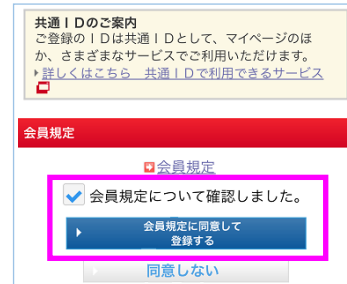 共通IDのご案内
ご登録のIDは共通IDとして、マイページのほ
か、さまざまなサービスでご利用いただけます。
詳しくはこちら 共通IDで利用できるサービス
会員規定
会員規定
会員規定について確認しました。
会員規定に同意して
登録する
同意しない